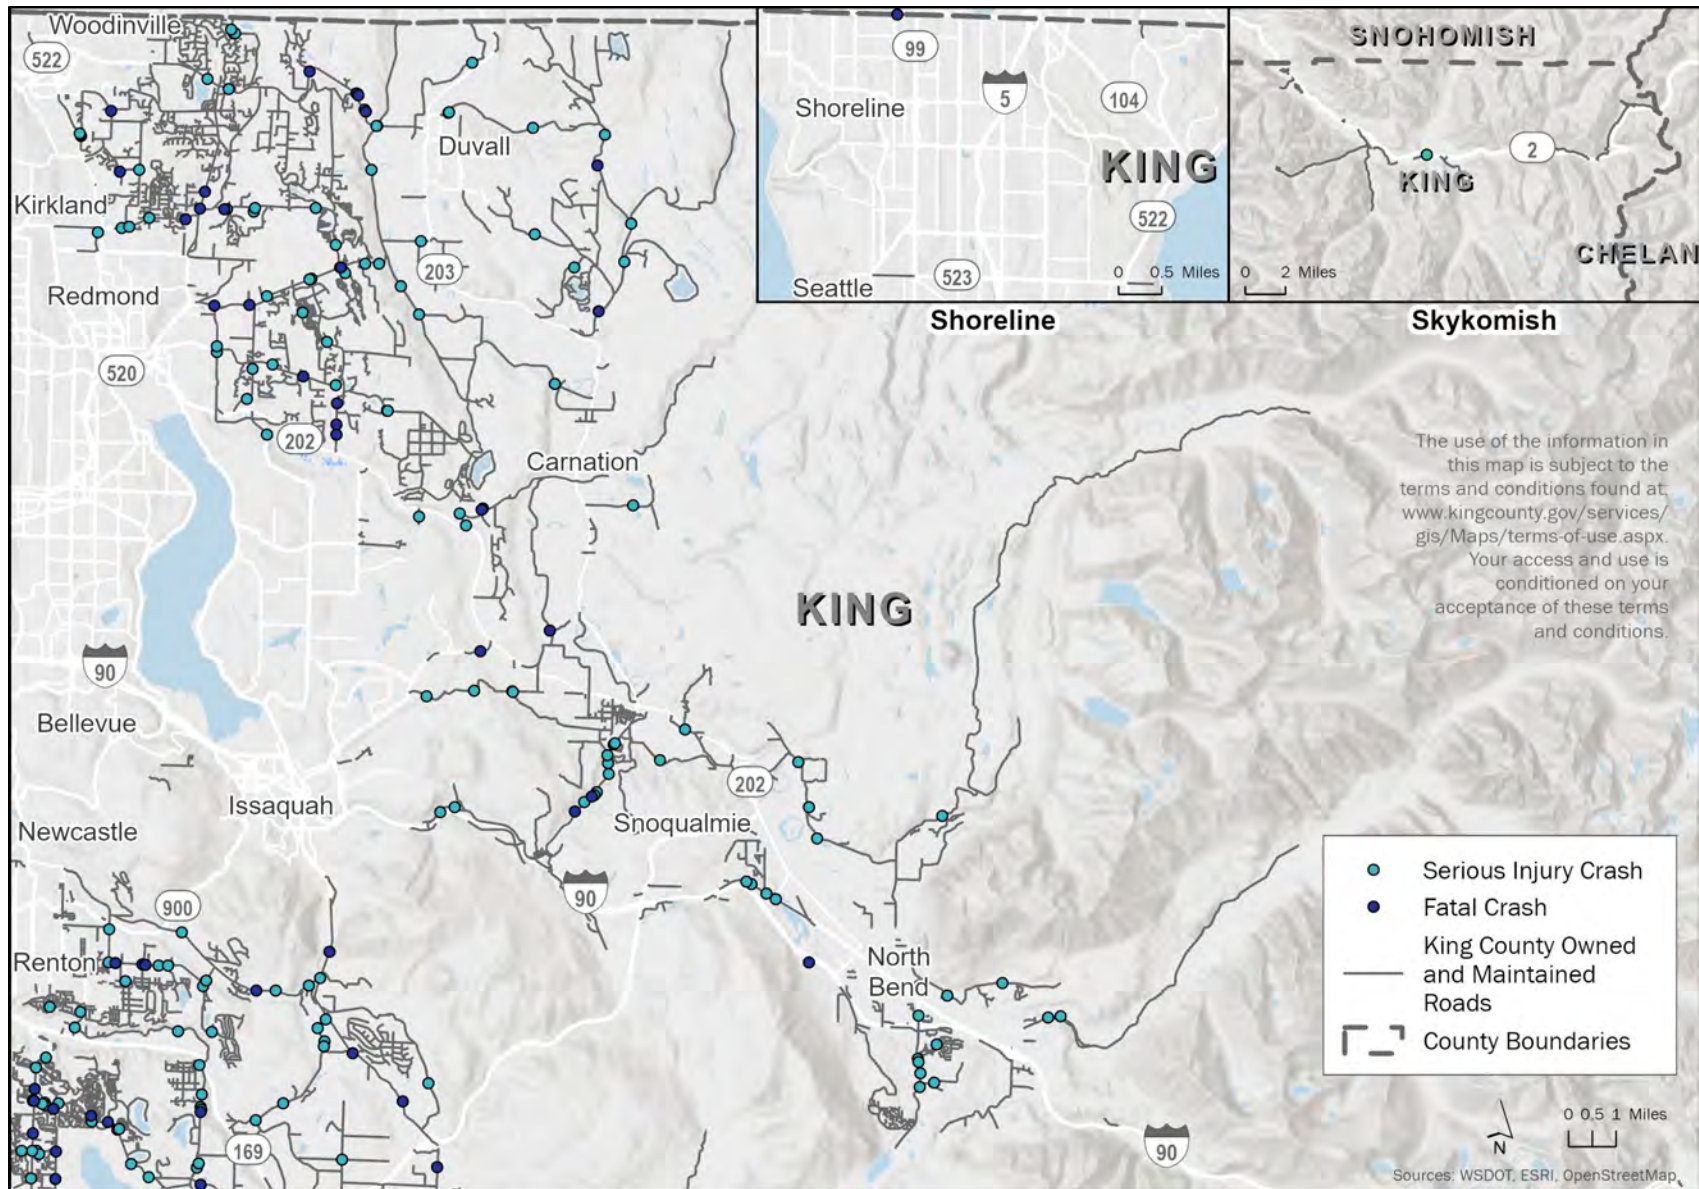 Woodinville
522
Kirkland
Redmond
520
202
Duvall
203
Carnation
KING
90
Bellevue
Issaquah
Newcastle
900
Renton
169
202
Snoqualmie
90
North
Bend
90
99
5
104
Shoreline
KING
522
523
Seattle
0 0.5 Miles
Shoreline
SNOHOMISH
2
KING
CHELAN
0 2 Miles
Skykomish
The use of the information in
this map is subject to the
terms and conditions found at:
www.kingcounty.gov/services/
gis/Maps/terms-of-use.aspx.
Your access and use is
conditioned on your
acceptance of these terms
and conditions.
Serious Injury Crash
Fatal Crash
King County Owned
and Maintained
Roads
County Boundaries
N
0 0.5 1 Miles
Sources: WSDOT, ESRI, OpenStreetMap